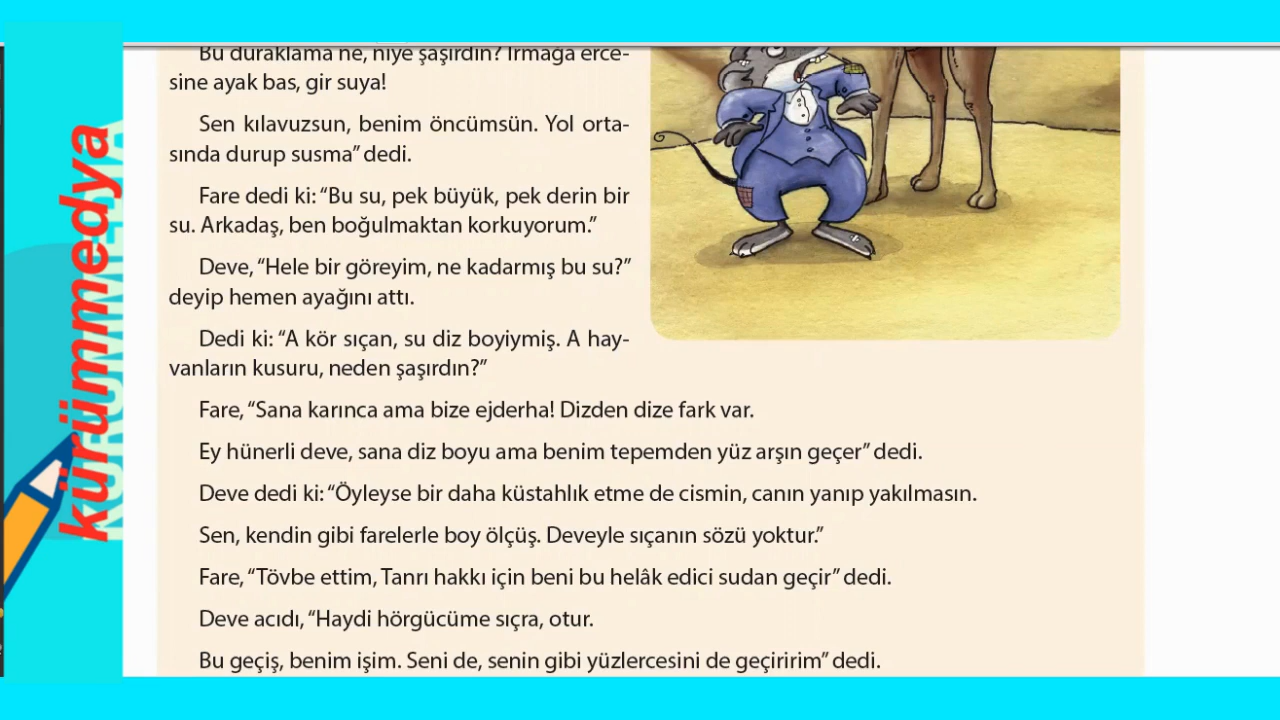 Bu duraklama ne, niye şaşırdın? Irmağa erce-
sine ayak bas, gir suya!
Sen kılavuzsun, benim öncümsün. Yol orta-
sında durup susma” dedi.
Fare dedi ki: “Bu su, pek büyük, pek derin bir
su. Arkadaş, ben boğulmaktan korkuyorum.”
Deve, “Hele bir göreyim, ne kadarmış bu su?”
deyip hemen ayağını attı.
Dedi ki: “A kör sıçan, su diz boyiymiş. A hay-
vanların kusuru, neden şaşırdın?”
Fare, “Sana karınca ama bize ejderha! Dizden dize fark var.
Ey hünerli deve, sana diz boyu ama benim tepemden yüz arşın geçer” dedi.
Deve dedi ki: “Öyleyse bir daha küstahlık etme de cismin, canın yanıp yakılmasın.
Sen, kendin gibi farelerle boy ölçüş. Deveyle sıçanın sözü yoktur.”
Fare, “Tövbe ettim, Tanrı hakkı için beni bu helâk edici sudan geçir” dedi.
Deve acıdı, “Haydi hörgücüme sıçra, otur.
Bu geçiş, benim işim. Seni de, senin gibi yüzlercesini de geçiririm” dedi.
kürümmedya